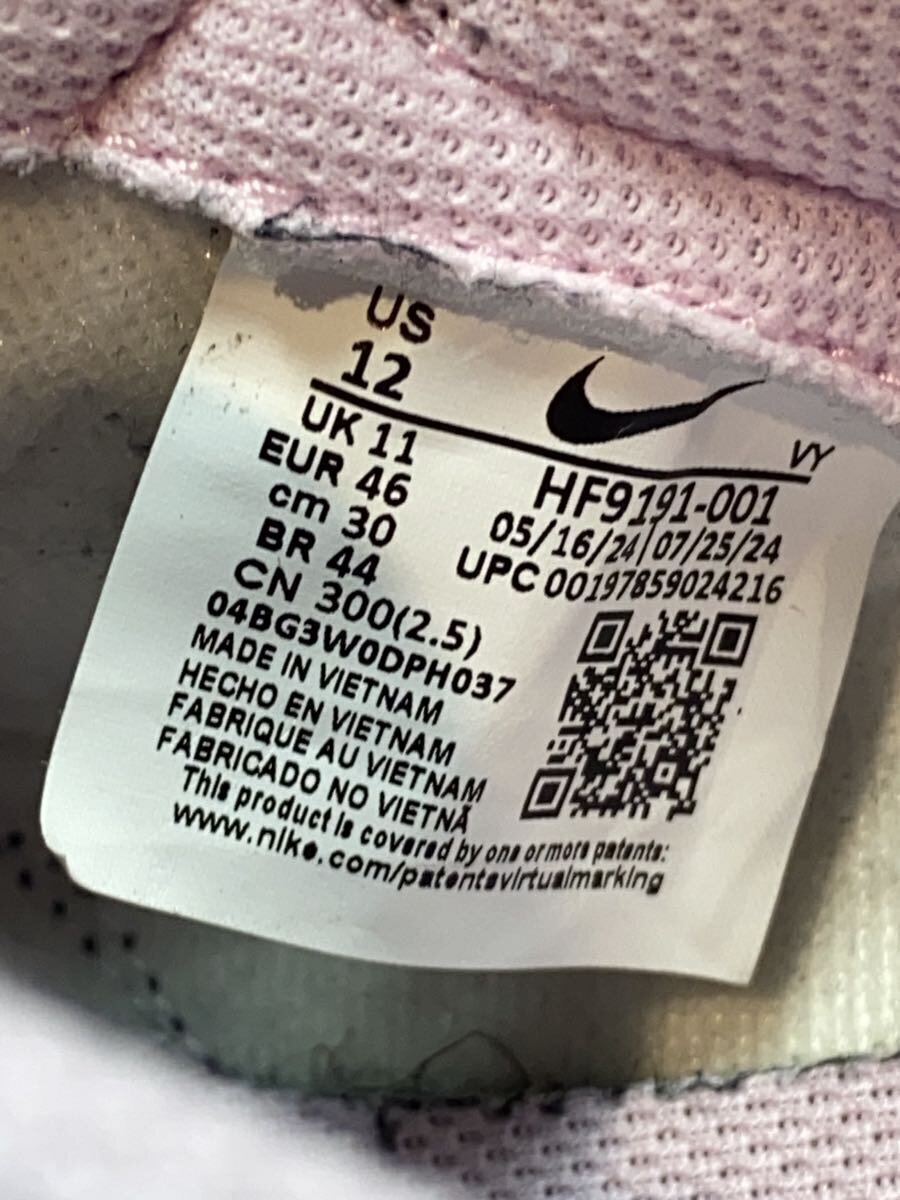 US
12
UK 11
EUR 46
cm 30
BR 44
CN 300(2.5)
04BG3W0DPH037
MADE IN VIETNAM
HECHO EN VIETNAM
FABRIQUE AU VIETNAM
FABRICADO NO VIETNÃ
This product is covered by one or more patents:
www.nike.com/patentsvirtualmarking
VY
HF9191-001
05/16/24|07/25/24
UPC 00197859024216